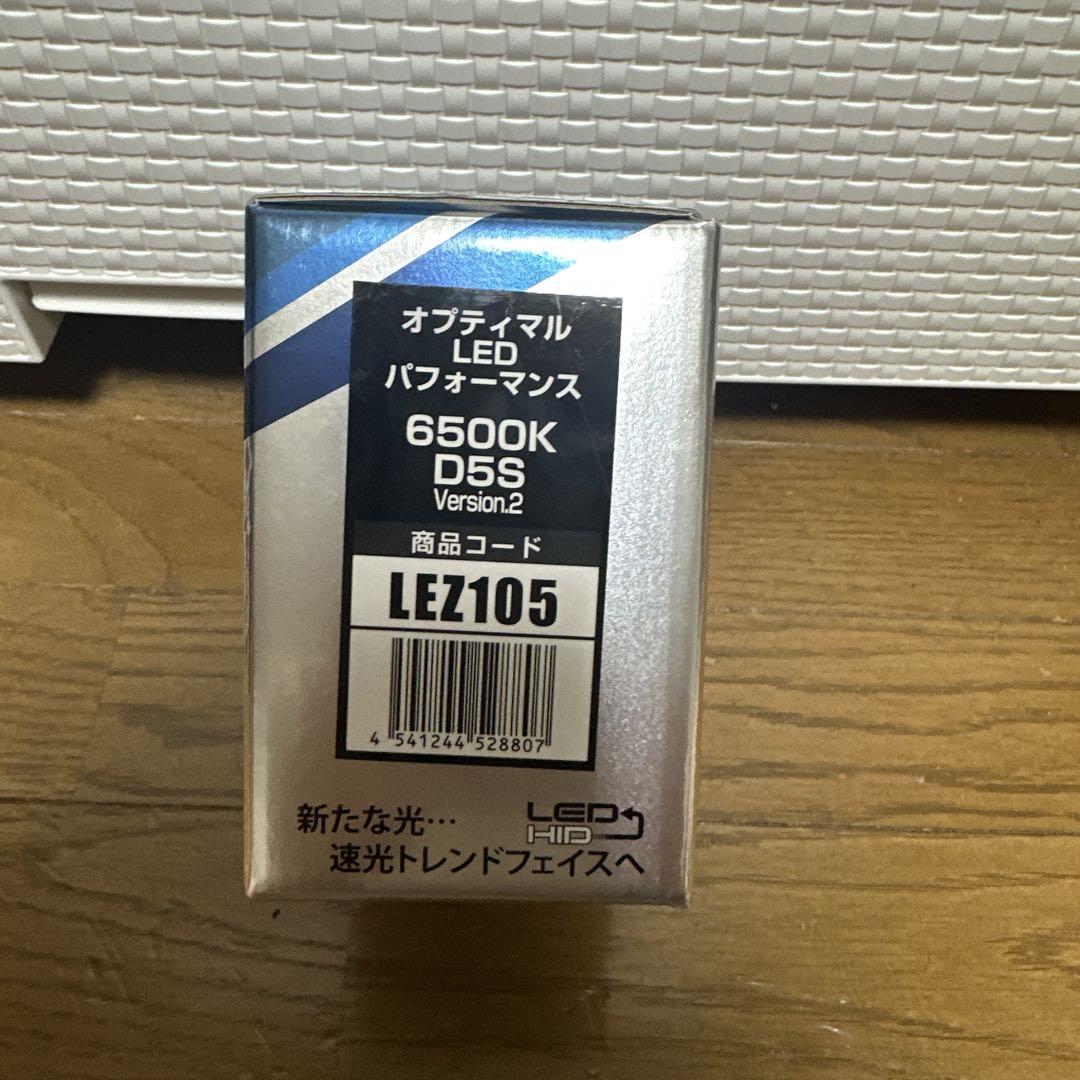 オプティマル
LED
パフォーマンス
6500K
D5S
Version.2
商品コード
LEZ105
4 541244 528807
新たな光…
LED
HID
速光トレンドフェイスへ